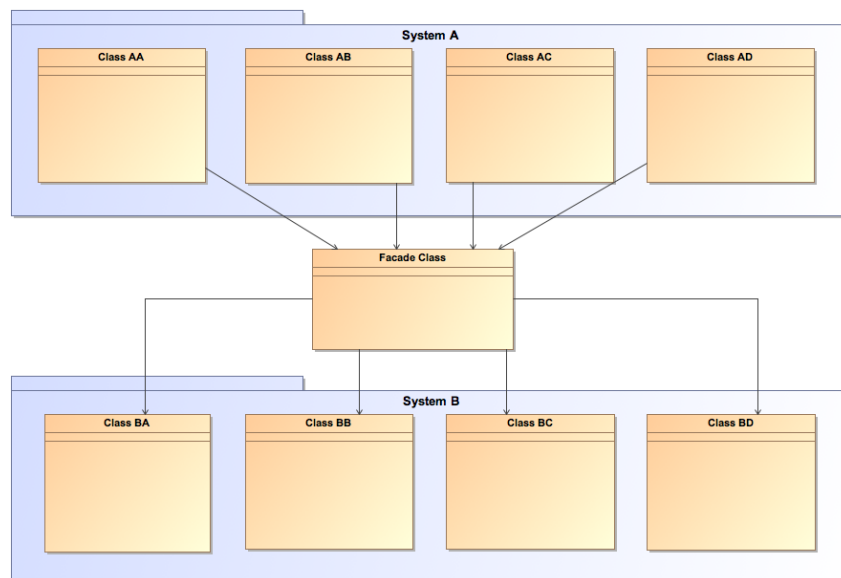 System A
Class AA
Class AB
Class AC
Class AD
Facade Class
System B
Class BA
Class BB
Class BC
Class BD